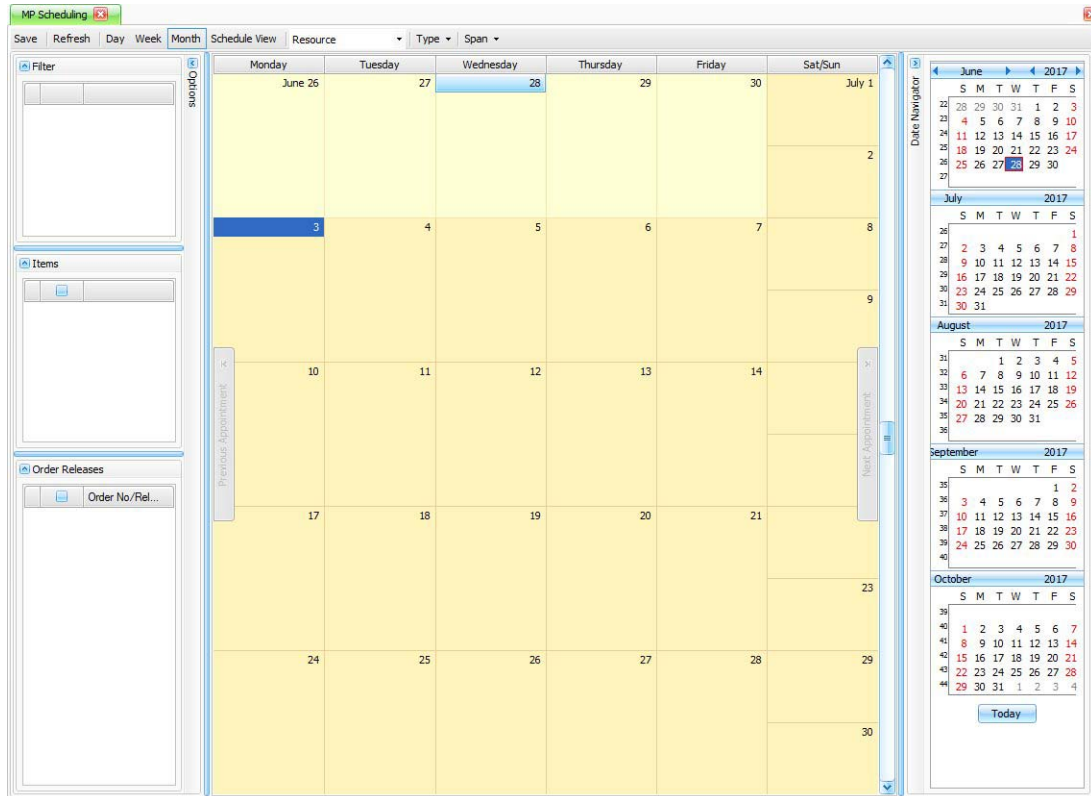 MP Scheduling
Save Refresh Day Week Month Schedule View Resource Type Span
Filter
Options
Items
Order Releases
Order No/Rel...
Monday Tuesday Wednesday Thursday Friday Sat/Sun
June 26 27 28 29 30 July 1
2
3 4 5 6 7 8
9
10 11 12 13 14
17 18 19 20 21
23
24 25 26 27 28 29
30
Previous Appointment
Next Appointment
Date Navigator
June 2017
S M T W T F S
22 28 29 30 31 1 2 3
23 4 5 6 7 8 9 10
24 11 12 13 14 15 16 17
25 18 19 20 21 22 23 24
26 25 26 27 28 29 30
27
July 2017
S M T W T F S
26 1
27 2 3 4 5 6 7 8
28 9 10 11 12 13 14 15
29 16 17 18 19 20 21 22
30 23 24 25 26 27 28 29
31 30 31
August 2017
S M T W T F S
31 1 2 3 4 5
32 6 7 8 9 10 11 12
33 13 14 15 16 17 18 19
34 20 21 22 23 24 25 26
35 27 28 29 30 31
36
September 2017
S M T W T F S
35 1 2
36 3 4 5 6 7 8 9
37 10 11 12 13 14 15 16
38 17 18 19 20 21 22 23
39 24 25 26 27 28 29 30
40
October 2017
S M T W T F S
39
40 1 2 3 4 5 6 7
41 8 9 10 11 12 13 14
42 15 16 17 18 19 20 21
43 22 23 24 25 26 27 28
44 29 30 31 1 2 3 4
Today